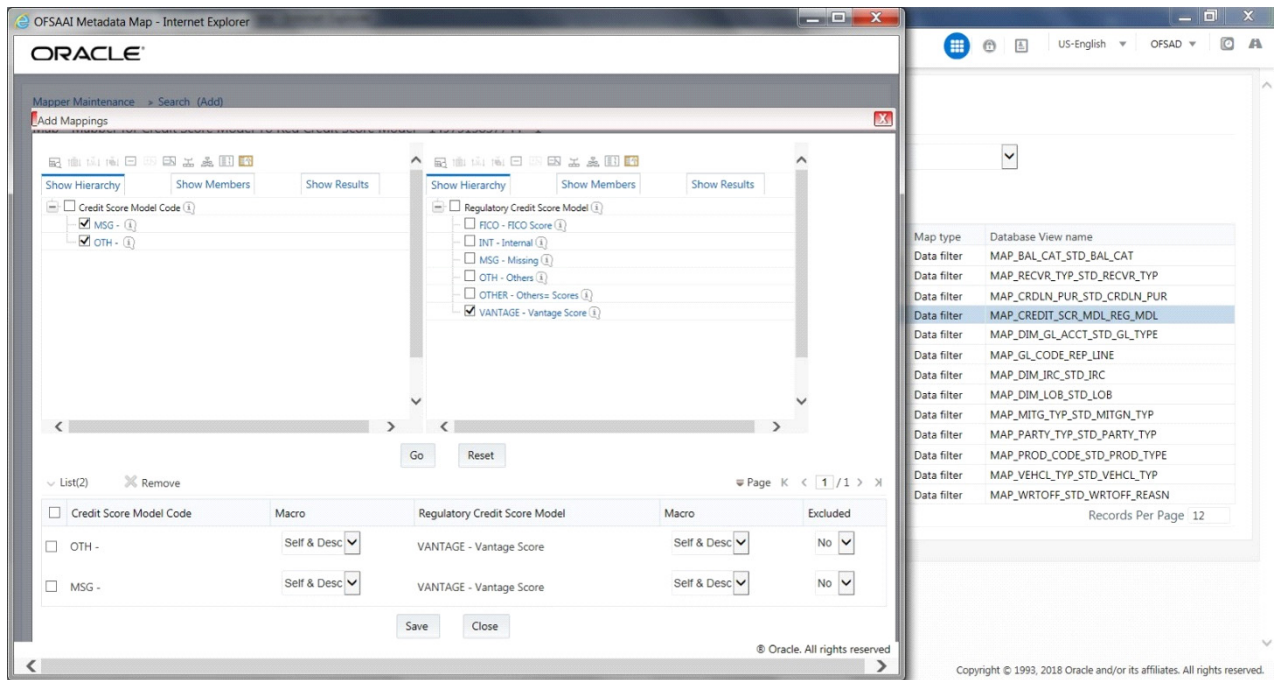 OFSAAI Metadata Map - Internet Explorer
ORACLE
US-English
OFSAD
Mapper Maintenance > Search (Add)
Add Mappings
Show Hierarchy Show Members Show Results
Credit Score Model Code
MSG -
OTH -
Show Hierarchy Show Members Show Results
Regulatory Credit Score Model
FICO - FICO Score
INT - Internal
MSG - Missing
OTH - Others
OTHER - Others= Scores
VANTAGE - Vantage Score
Go Reset
List(2) Remove Page 1 / 1
Credit Score Model Code Macro Regulatory Credit Score Model Macro Excluded
OTH - Self & Desc VANTAGE - Vantage Score Self & Desc No
MSG - Self & Desc VANTAGE - Vantage Score Self & Desc No
Save Close
® Oracle. All rights reserved
Map type Database View name
Data filter MAP_BAL_CAT_STD_BAL_CAT
Data filter MAP_RECVR_TYP_STD_RECVR_TYP
Data filter MAP_CRDLN_PUR_STD_CRDLN_PUR
Data filter MAP_CREDIT_SCR_MDL_REG_MDL
Data filter MAP_DIM_GL_ACCT_STD_GL_TYPE
Data filter MAP_GL_CODE_REP_LINE
Data filter MAP_DIM_IRC_STD_IRC
Data filter MAP_DIM_LOB_STD_LOB
Data filter MAP_MITG_TYP_STD_MITGN_TYP
Data filter MAP_PARTY_TYP_STD_PARTY_TYP
Data filter MAP_PROD_CODE_STD_PROD_TYPE
Data filter MAP_VEHCL_TYP_STD_VEHCL_TYP
Data filter MAP_WRTOFF_STD_WRTOFF_REASN
Records Per Page 12
Copyright © 1993, 2018 Oracle and/or its affiliates. All rights reserved.